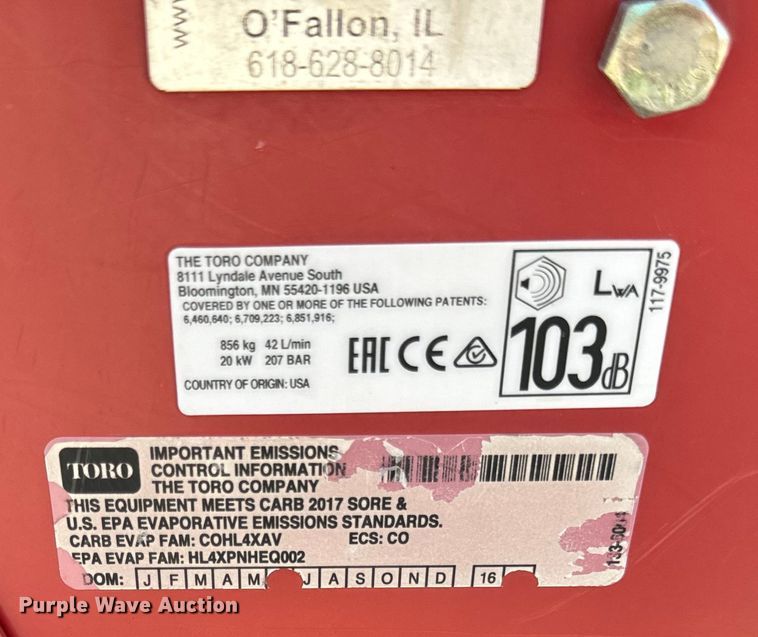 www
O'Fallon, IL
618-628-8014
THE TORO COMPANY
8111 Lyndale Avenue South
Bloomington, MN 55420-1196 USA
COVERED BY ONE OR MORE OF THE FOLLOWING PATENTS:
6,460,640; 6,709,223; 6,851,916;
856 kg 42 L/min
20 kW 207 BAR
COUNTRY OF ORIGIN: USA
EAC CE
LWA
103dB
117-9975
TORO
IMPORTANT EMISSIONS
CONTROL INFORMATION
THE TORO COMPANY
THIS EQUIPMENT MEETS CARB 2017 SORE &
U.S. EPA EVAPORATIVE EMISSIONS STANDARDS.
CARB EVAP FAM: COHL4XAV ECS: CO
EPA EVAP FAM: HL4XPNHEQ002
DOM: J F M A M J A S O N D 16
Purple Wave Auction